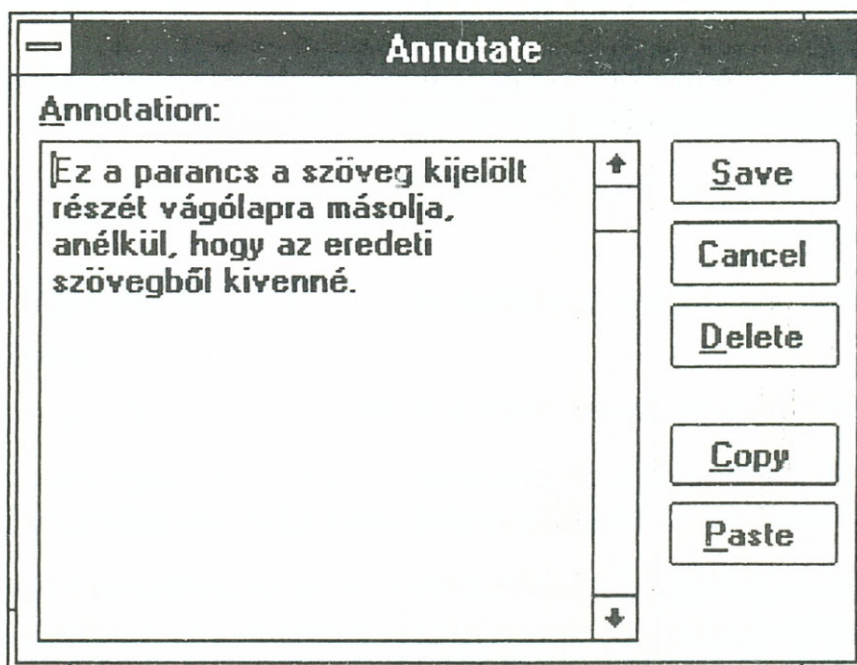 Annotate
Annotation:
Ez a parancs a szöveg kijelölt
részét vágólapra másolja,
anélkül, hogy az eredeti
szövegből kivenné.
Save
Cancel
Delete
Copy
Paste